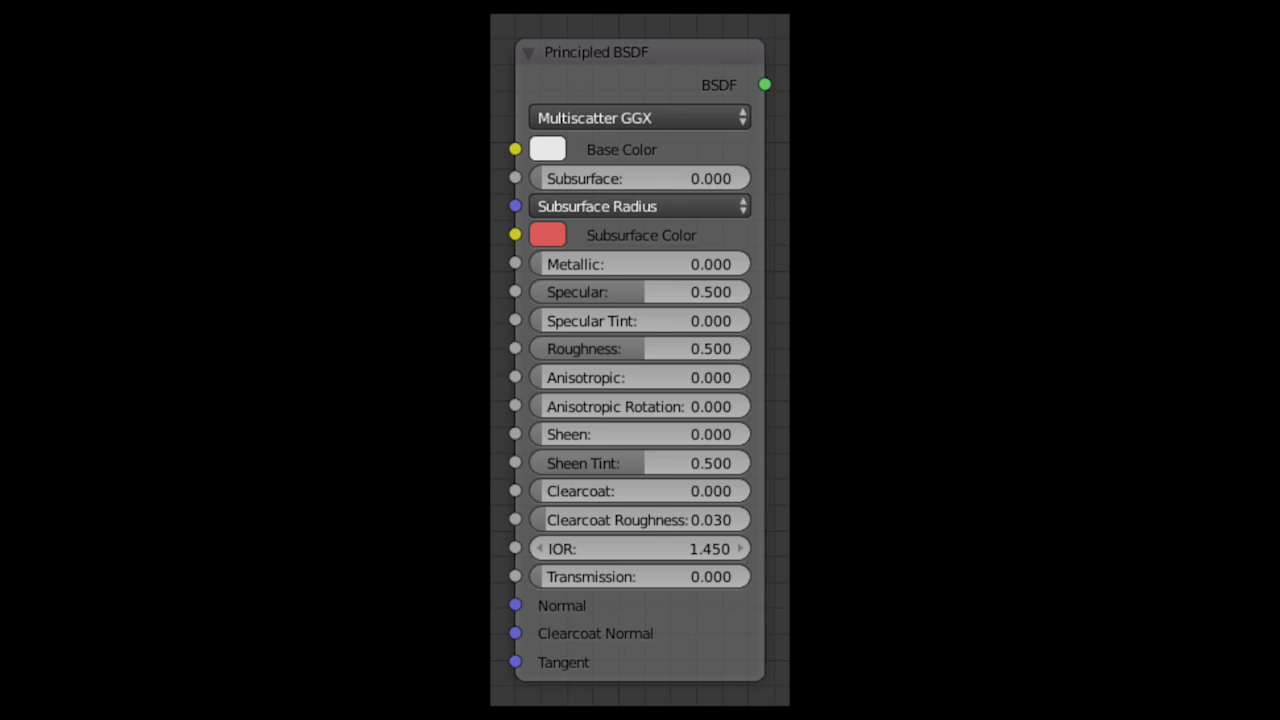 Principled BSDF
BSDF
Multiscatter GGX
Base Color
Subsurface: 0.000
Subsurface Radius
Subsurface Color
Metallic: 0.000
Specular: 0.500
Specular Tint: 0.000
Roughness: 0.500
Anisotropic: 0.000
Anisotropic Rotation: 0.000
Sheen: 0.000
Sheen Tint: 0.500
Clearcoat: 0.000
Clearcoat Roughness: 0.030
IOR: 1.450
Transmission: 0.000
Normal
Clearcoat Normal
Tangent